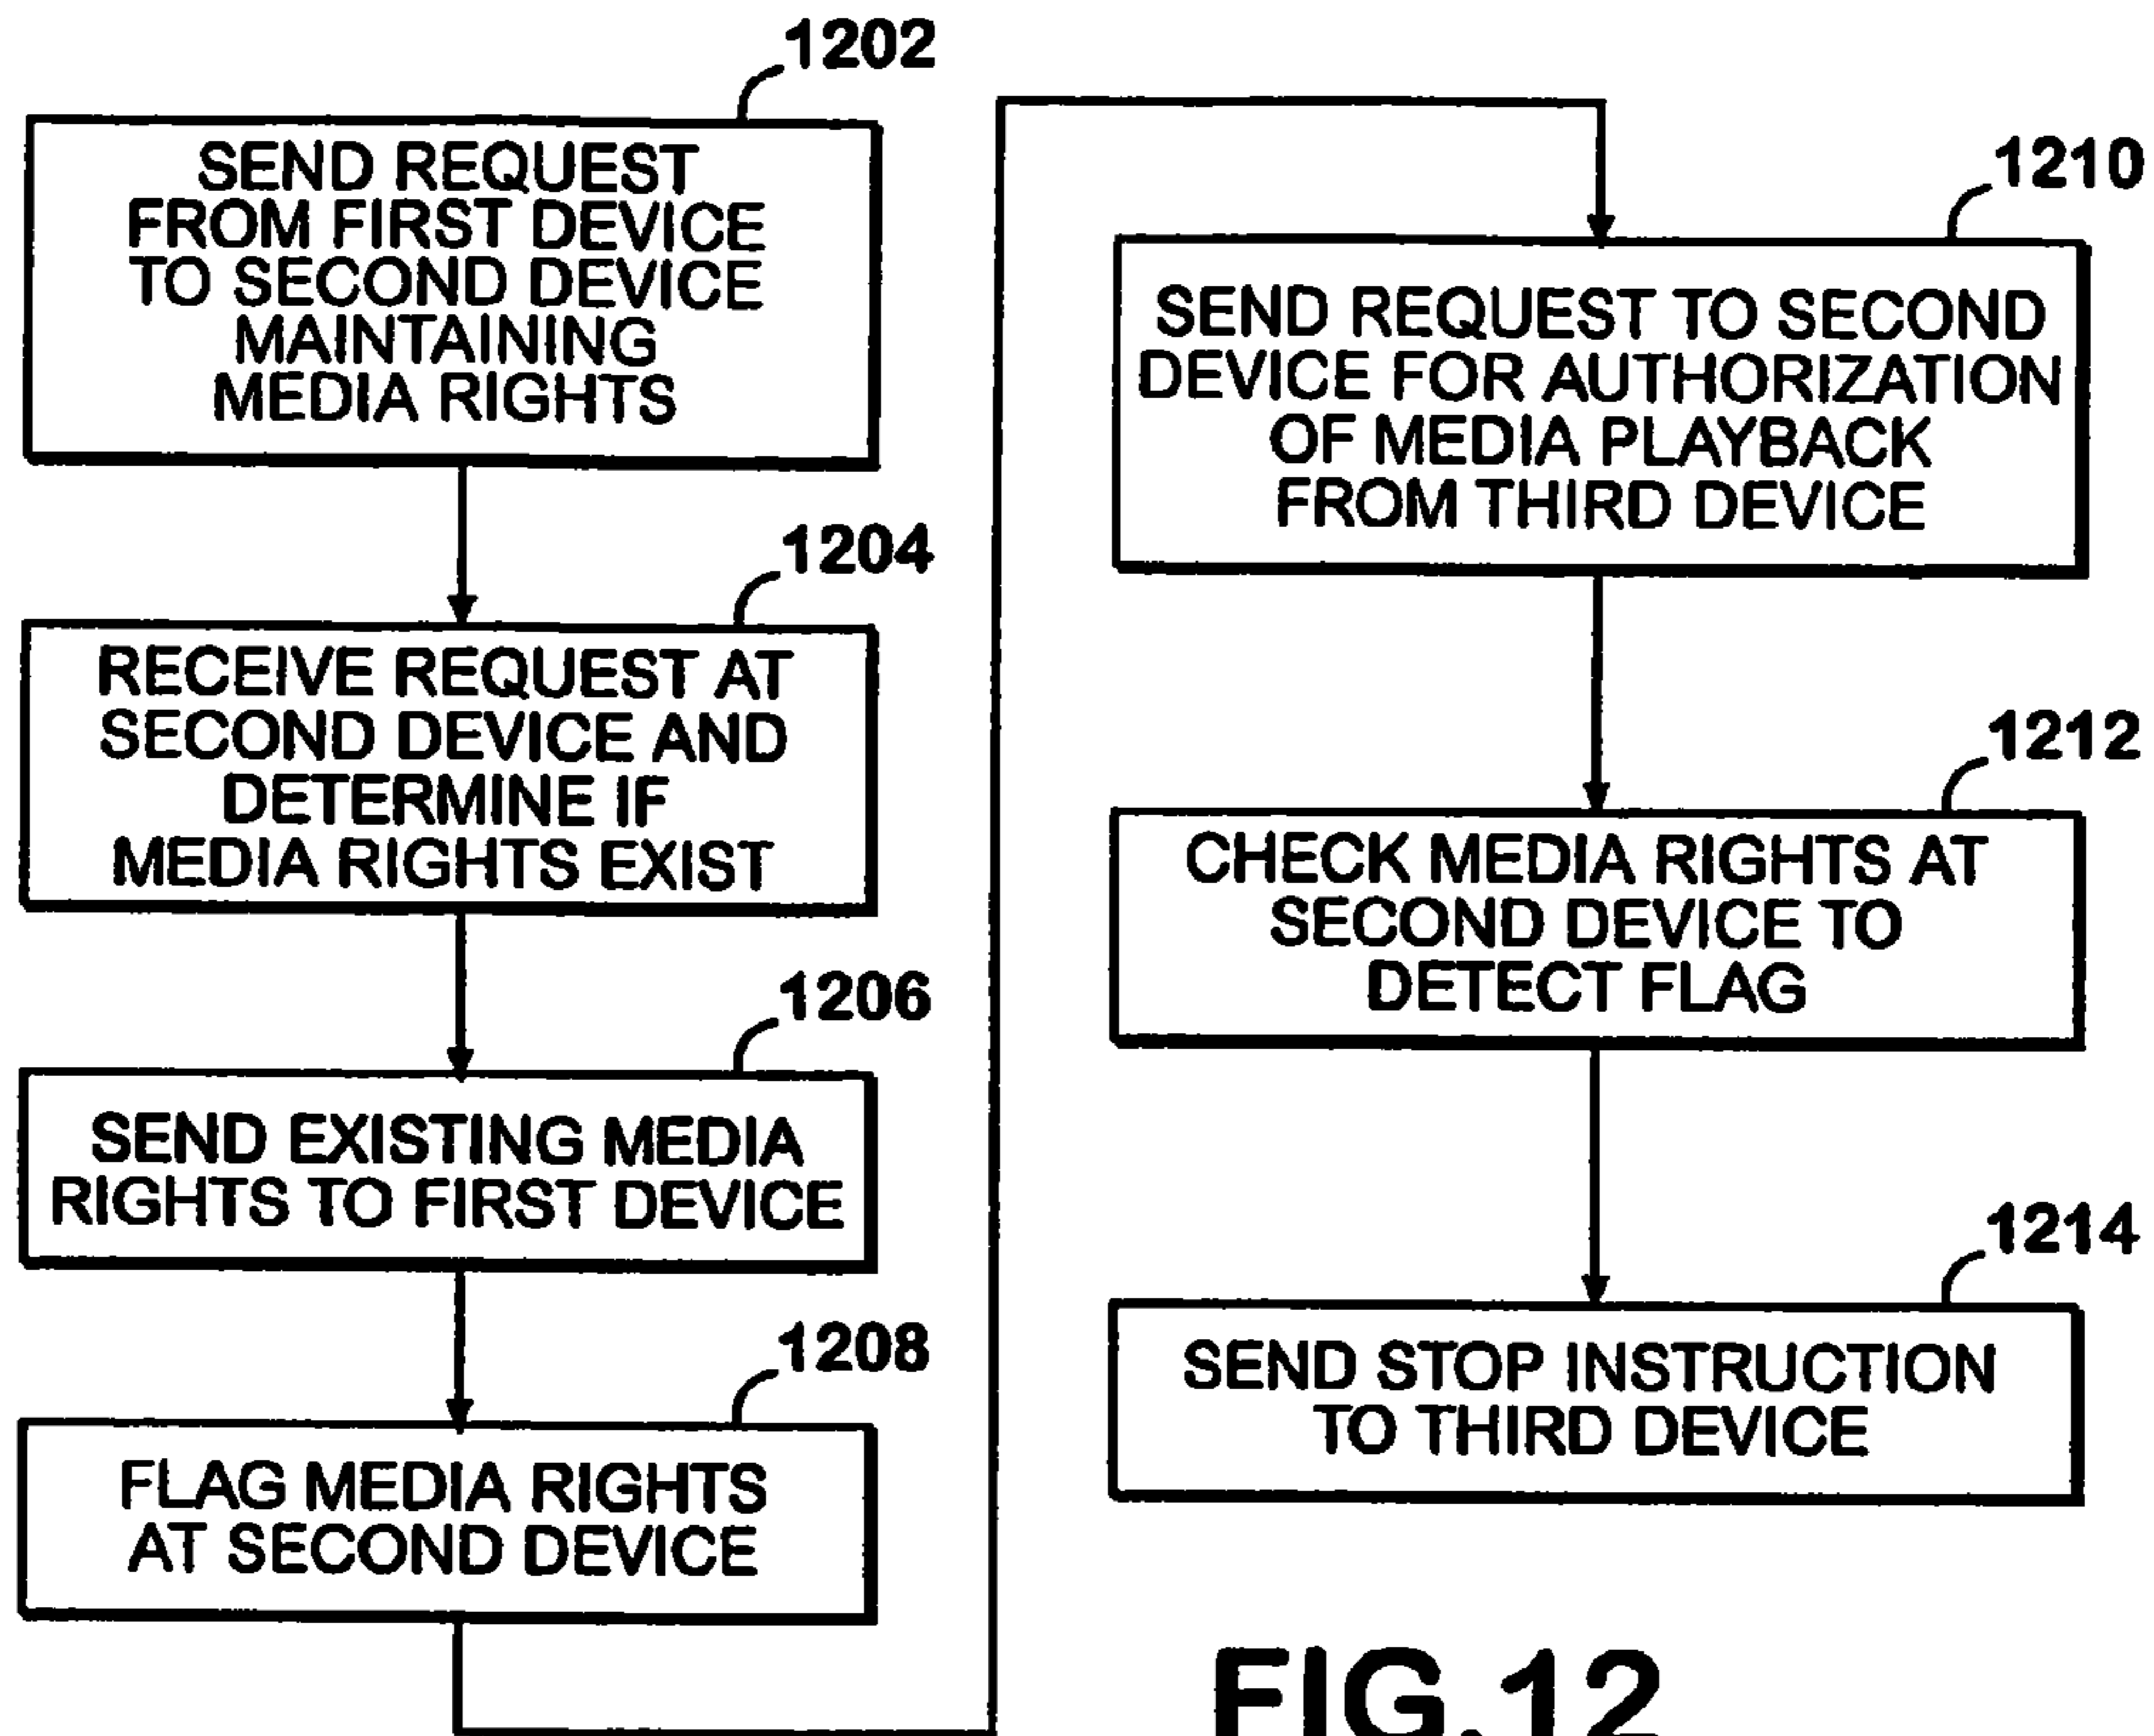 1202
SEND REQUEST
FROM FIRST DEVICE
TO SECOND DEVICE
MAINTAINING
MEDIA RIGHTS
1204
RECEIVE REQUEST AT
SECOND DEVICE AND
DETERMINE IF
MEDIA RIGHTS EXIST
1206
SEND EXISTING MEDIA
RIGHTS TO FIRST DEVICE
1208
FLAG MEDIA RIGHTS
AT SECOND DEVICE
1210
SEND REQUEST TO SECOND
DEVICE FOR AUTHORIZATION
OF MEDIA PLAYBACK
FROM THIRD DEVICE
1212
CHECK MEDIA RIGHTS AT
SECOND DEVICE TO
DETECT FLAG
1214
SEND STOP INSTRUCTION
TO THIRD DEVICE
FIG.12